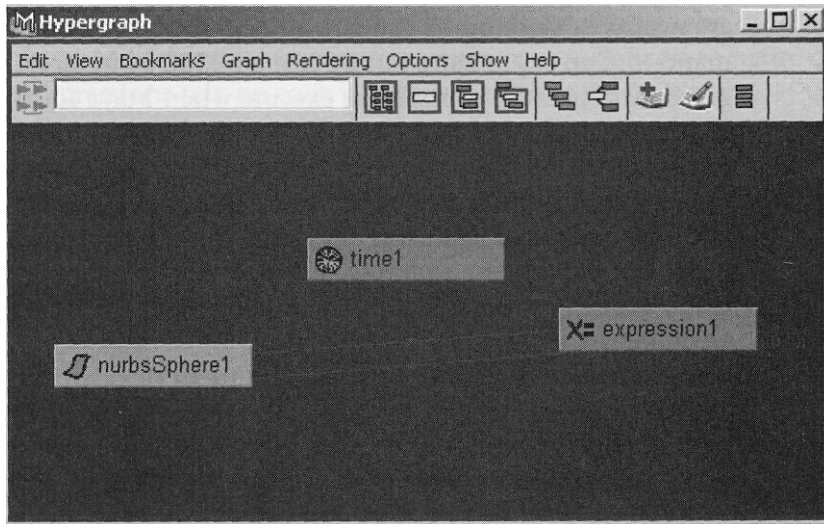 Hypergraph
Edit View Bookmarks Graph Rendering Options Show Help
time1
X= expression1
nurbsSphere1